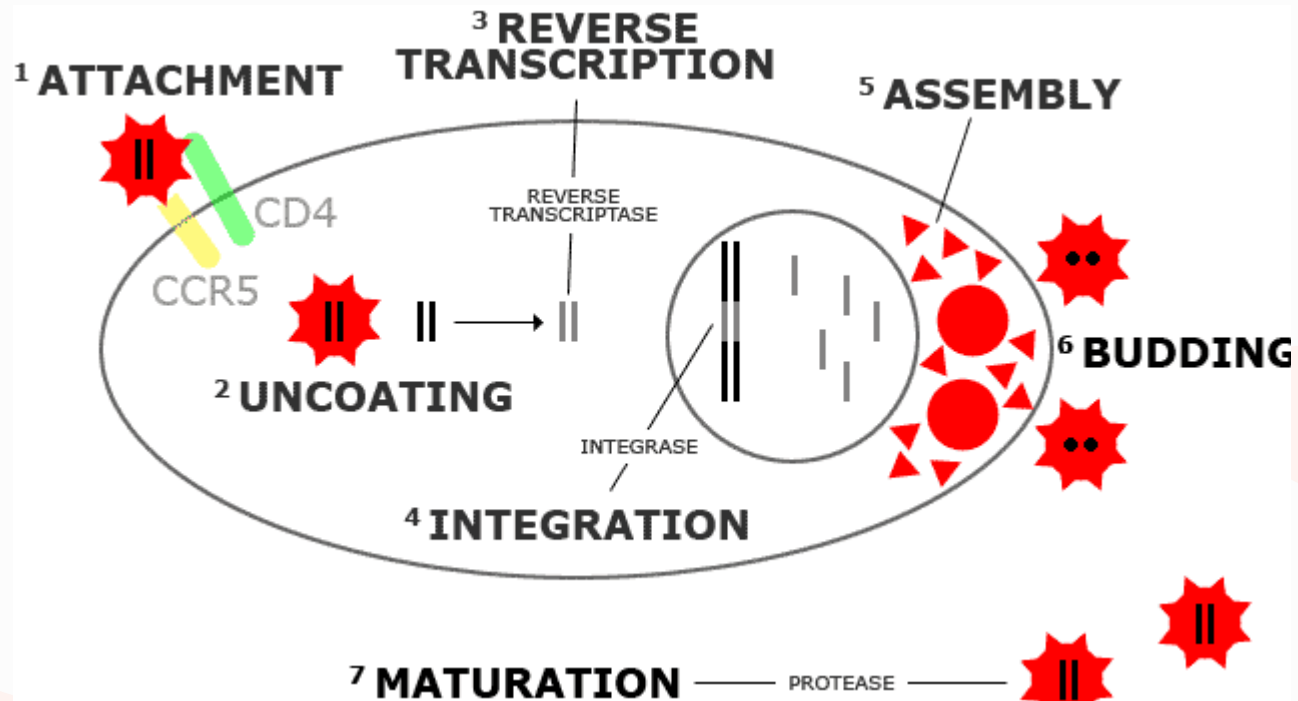 1 ATTACHMENT
3 REVERSE
TRANSCRIPTION
5 ASSEMBLY
CD4
CCR5
REVERSE
TRANSCRIPTASE
2 UNCOATING
6 BUDDING
INTEGRASE
4 INTEGRATION
7 MATURATION
PROTEASE